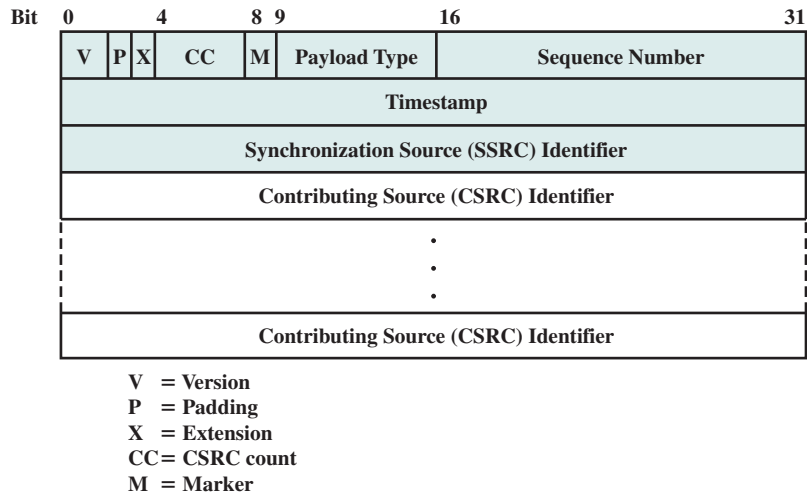 Bit 0 4 8 9 16 31
V P X CC M Payload Type Sequence Number
Timestamp
Synchronization Source (SSRC) Identifier
Contributing Source (CSRC) Identifier
Contributing Source (CSRC) Identifier
V = Version
P = Padding
X = Extension
CC= CSRC count
M = Marker